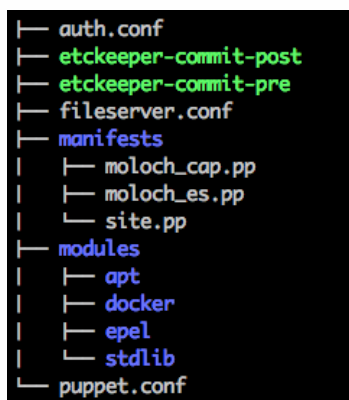 ├── auth.conf
├── etckeeper-commit-post
├── etckeeper-commit-pre
├── fileserver.conf
├── manifests
│   ├── moloch_cap.pp
│   ├── moloch_es.pp
│   └── site.pp
├── modules
│   ├── apt
│   ├── docker
│   ├── epel
│   └── stdlib
└── puppet.conf